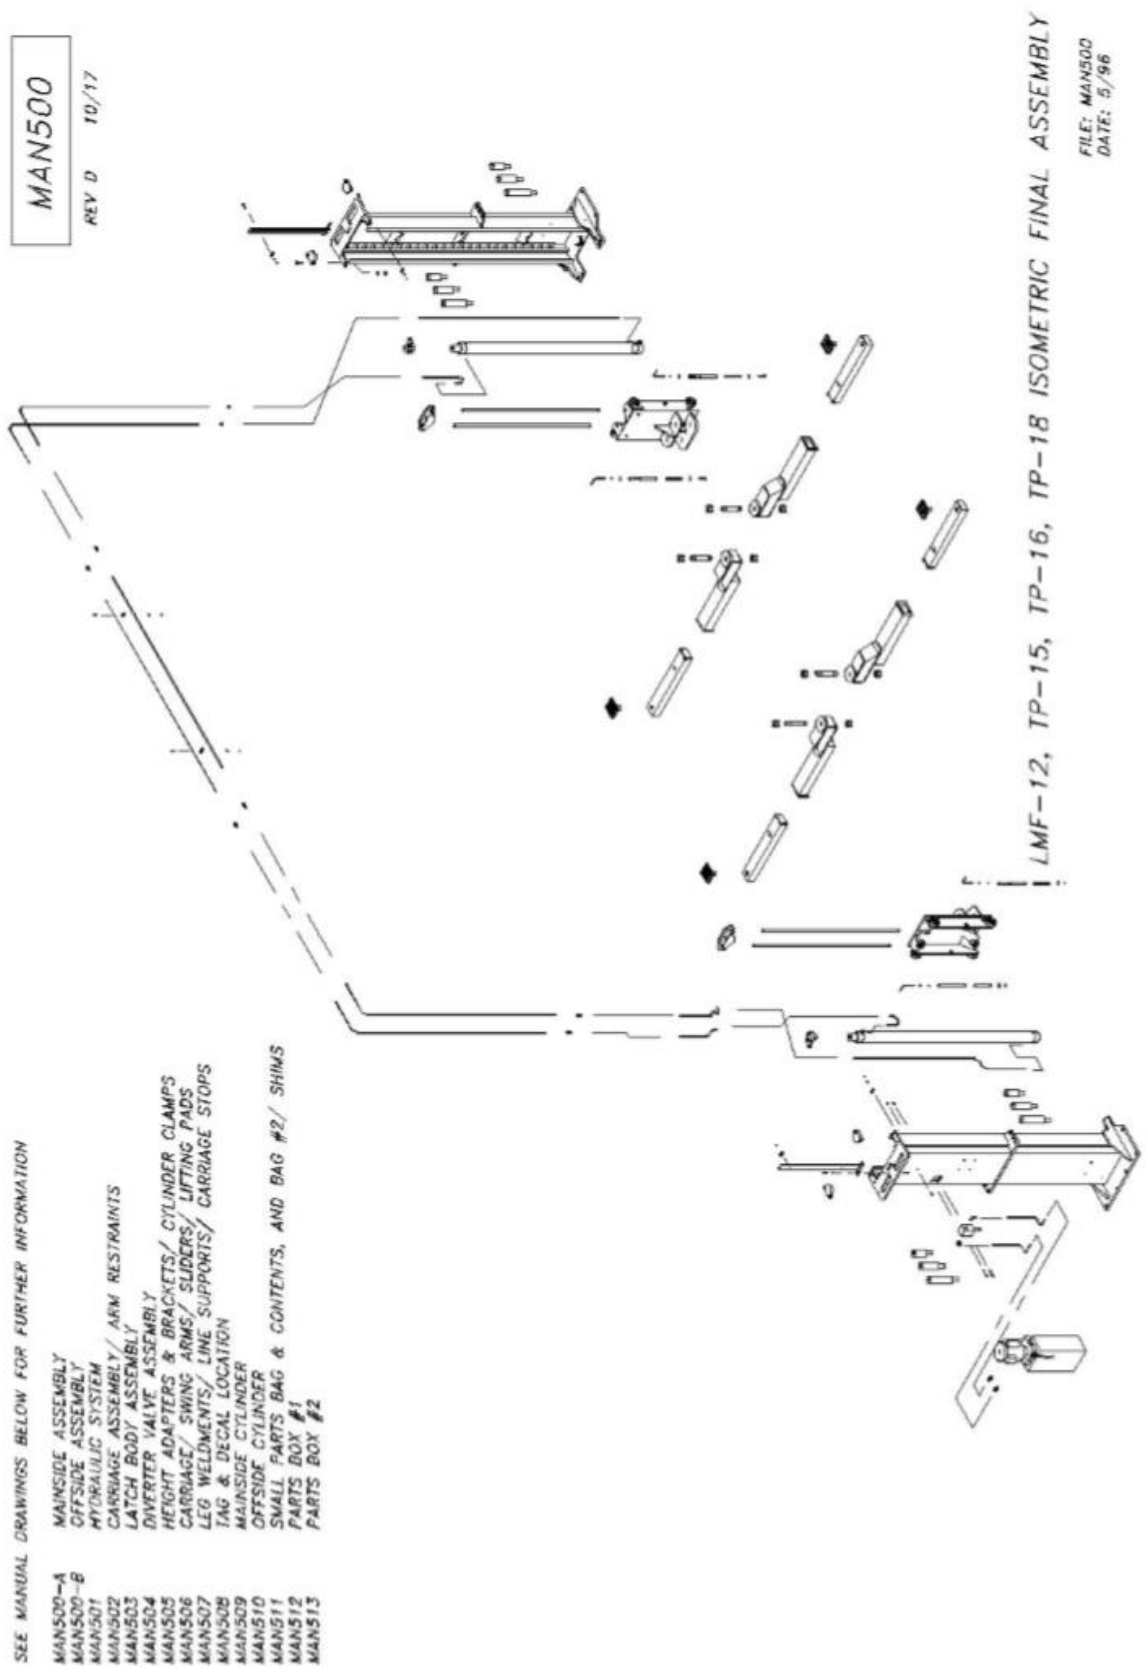 MAN500
REV D 10/17
SEE MANUAL DRAWINGS BELOW FOR FURTHER INFORMATION
MAN500-A MAINSIDE ASSEMBLY
MAN500-B OFFSIDE ASSEMBLY
MAN501 HYDRAULIC SYSTEM
MAN502 CARRIAGE ASSEMBLY/ ARM RESTRAINTS
MAN503 LATCH BODY ASSEMBLY
MAN504 DIVERTER VALVE ASSEMBLY
MAN505 HEIGHT ADAPTERS & BRACKETS/ CYLINDER CLAMPS
MAN506 CARRIAGE/ SWING ARMS/ SLIDERS/ LIFTING PADS
MAN507 LEG WELDMENTS/ LINE SUPPORTS/ CARRIAGE STOPS
MAN508 TAG & DECAL LOCATION
MAN509 MAINSIDE CYLINDER
MAN510 OFFSIDE CYLINDER
MAN511 SMALL PARTS BAG & CONTENTS, AND BAG #2/ SHIMS
MAN512 PARTS BOX #1
MAN513 PARTS BOX #2
LMF-12, TP-15, TP-16, TP-18 ISOMETRIC FINAL ASSEMBLY
FILE: MAN500
DATE: 5/96